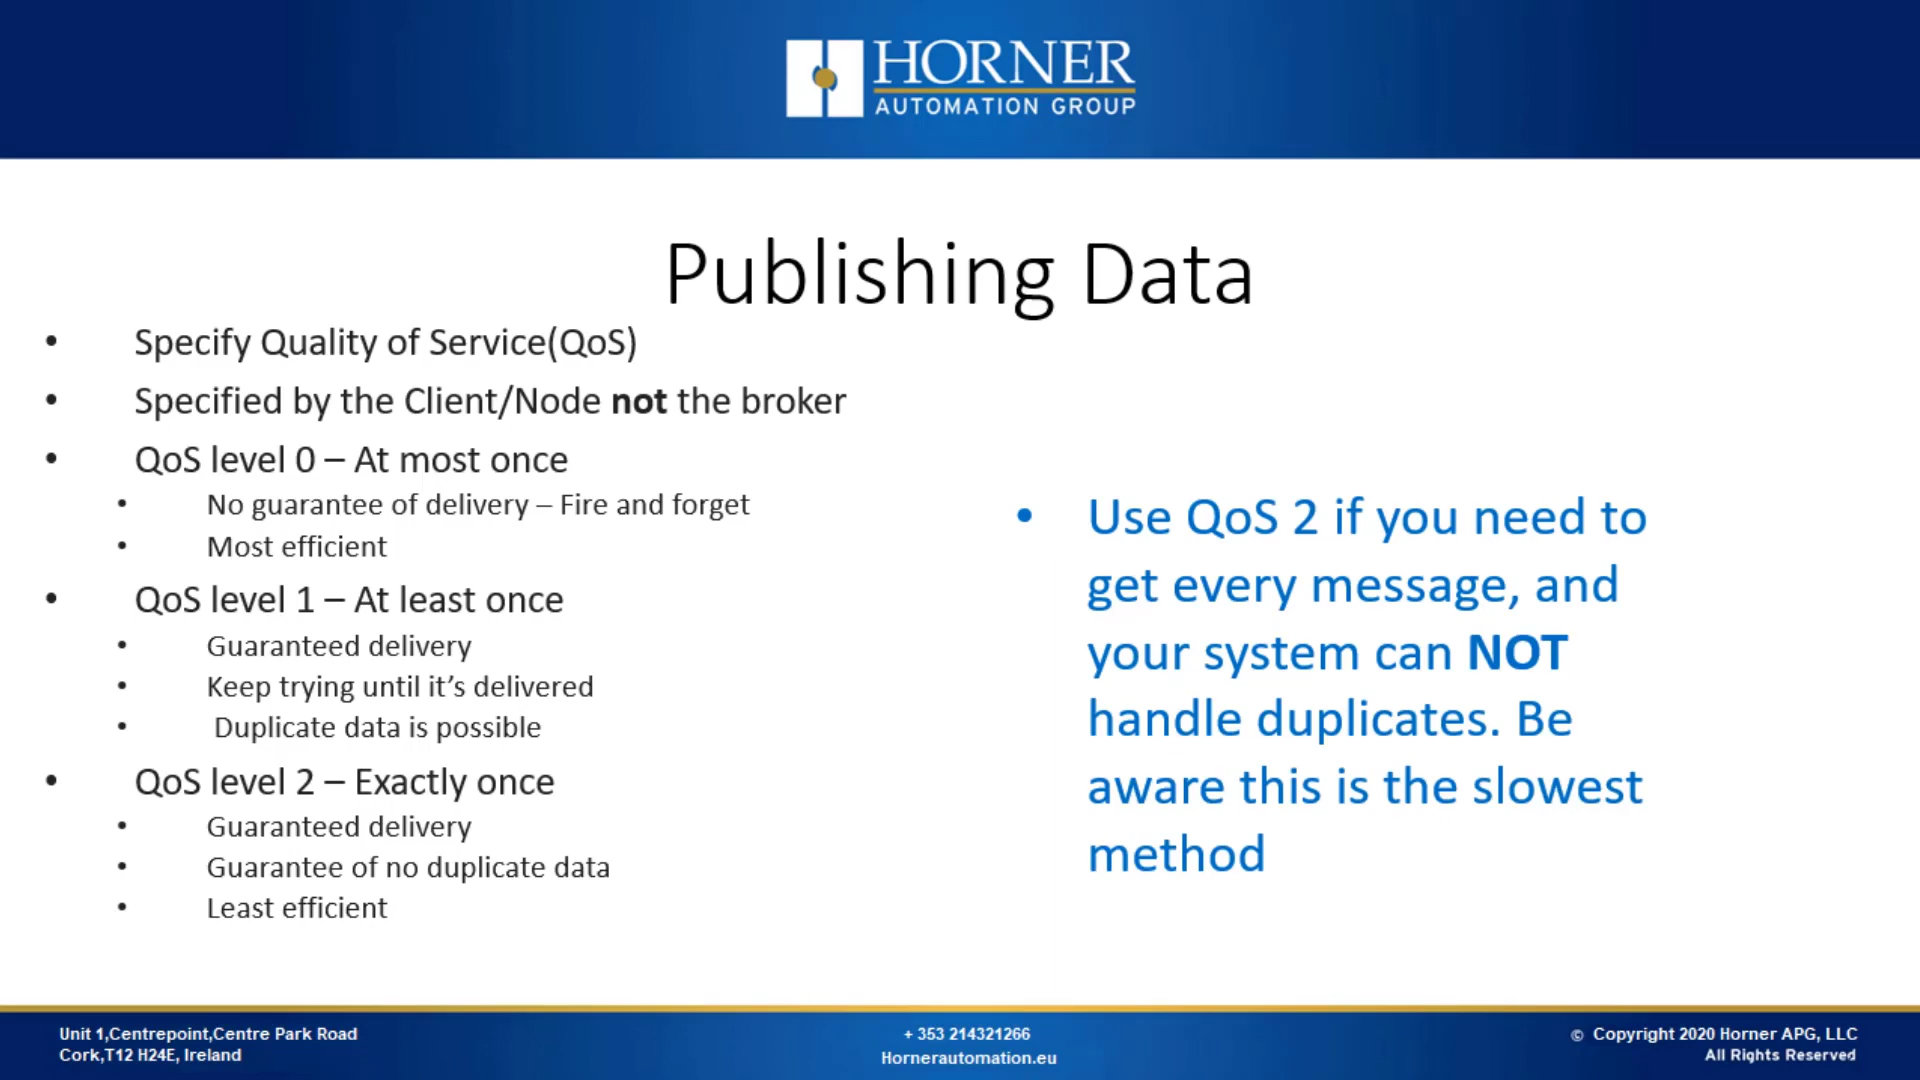 HORNER
AUTOMATION GROUP
Publishing Data
• Specify Quality of Service(QoS)
• Specified by the Client/Node not the broker
• QoS level 0 – At most once
• No guarantee of delivery – Fire and forget
• Most efficient
• QoS level 1 – At least once
• Guaranteed delivery
• Keep trying until it’s delivered
• Duplicate data is possible
• QoS level 2 – Exactly once
• Guaranteed delivery
• Guarantee of no duplicate data
• Least efficient
• Use QoS 2 if you need to
get every message, and
your system can NOT
handle duplicates. Be
aware this is the slowest
method
Unit 1,Centrepoint,Centre Park Road
Cork,T12 H24E, Ireland
+ 353 214321266
Hornerautomation.eu
© Copyright 2020 Horner APG, LLC
All Rights Reserved